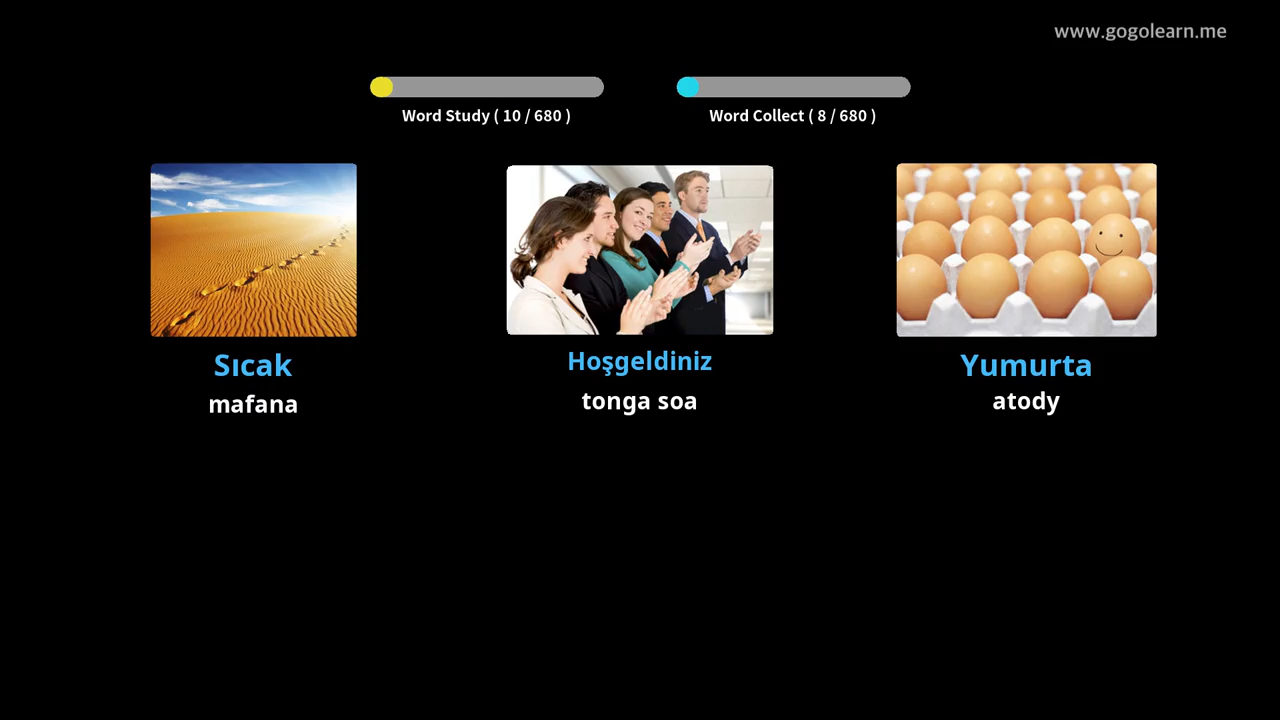 www.gogolearn.me
Word Study ( 10 / 680 )
Word Collect ( 8 / 680 )
Sıcak
mafana
Hoşgeldiniz
tonga soa
Yumurta
atody